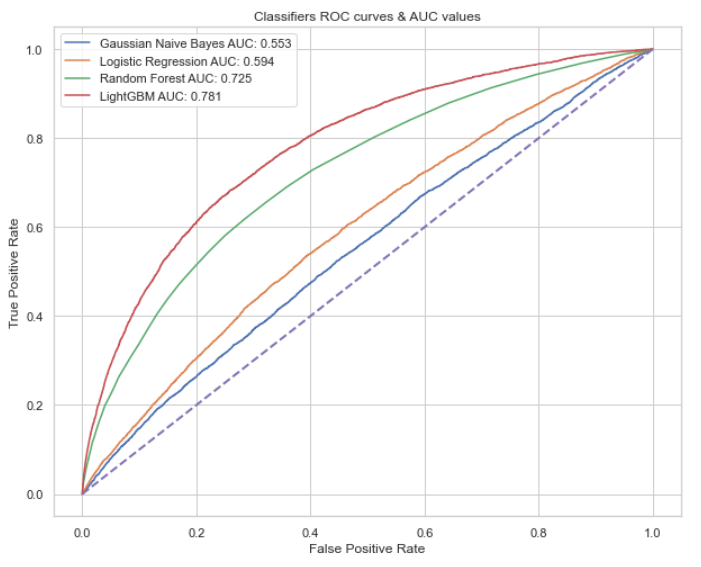 Classifiers ROC curves & AUC values
Gaussian Naive Bayes AUC: 0.553
Logistic Regression AUC: 0.594
Random Forest AUC: 0.725
LightGBM AUC: 0.781
True Positive Rate
1.0
0.8
0.6
0.4
0.2
0.0
0.0 0.2 0.4 0.6 0.8 1.0
False Positive Rate